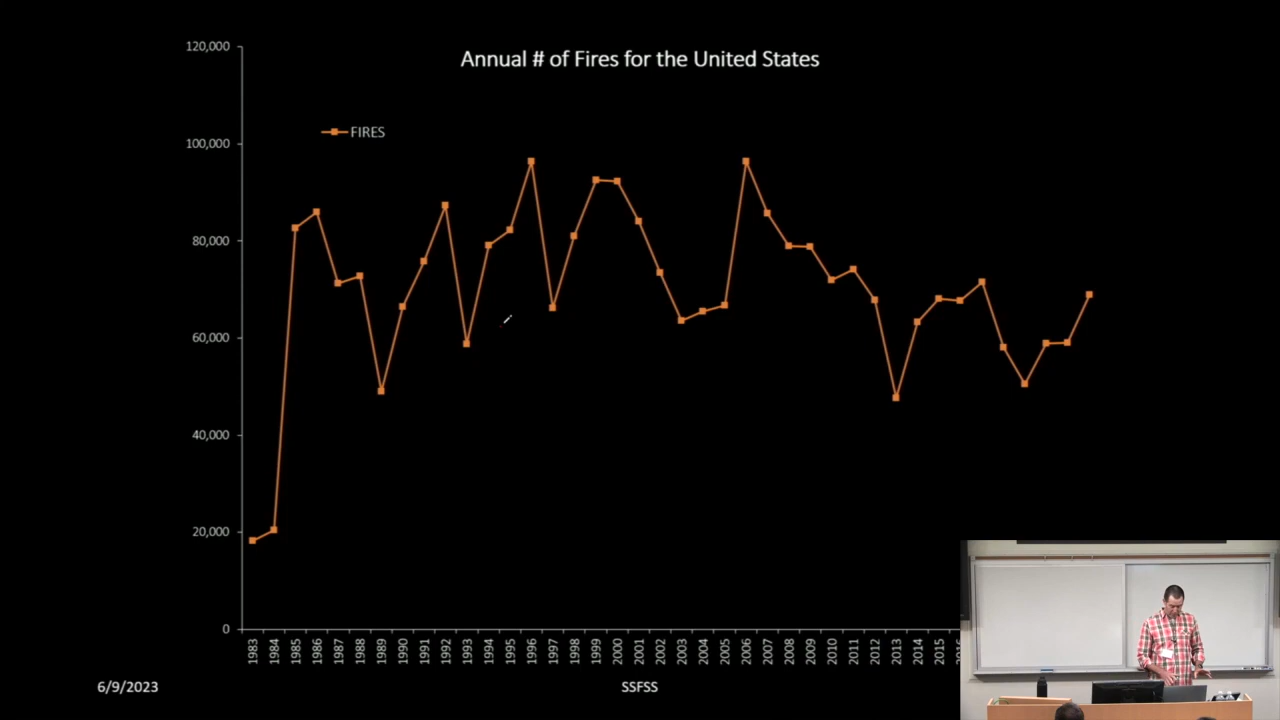 Annual # of Fires for the United States
FIRES
120,000
100,000
80,000
60,000
40,000
20,000
0
1983 1984 1985 1986 1987 1988 1989 1990 1991 1992 1993 1994 1995 1996 1997 1998 1999 2000 2001 2002 2003 2004 2005 2006 2007 2008 2009 2010 2011 2012 2013 2014 2015
6/9/2023
SSFSS